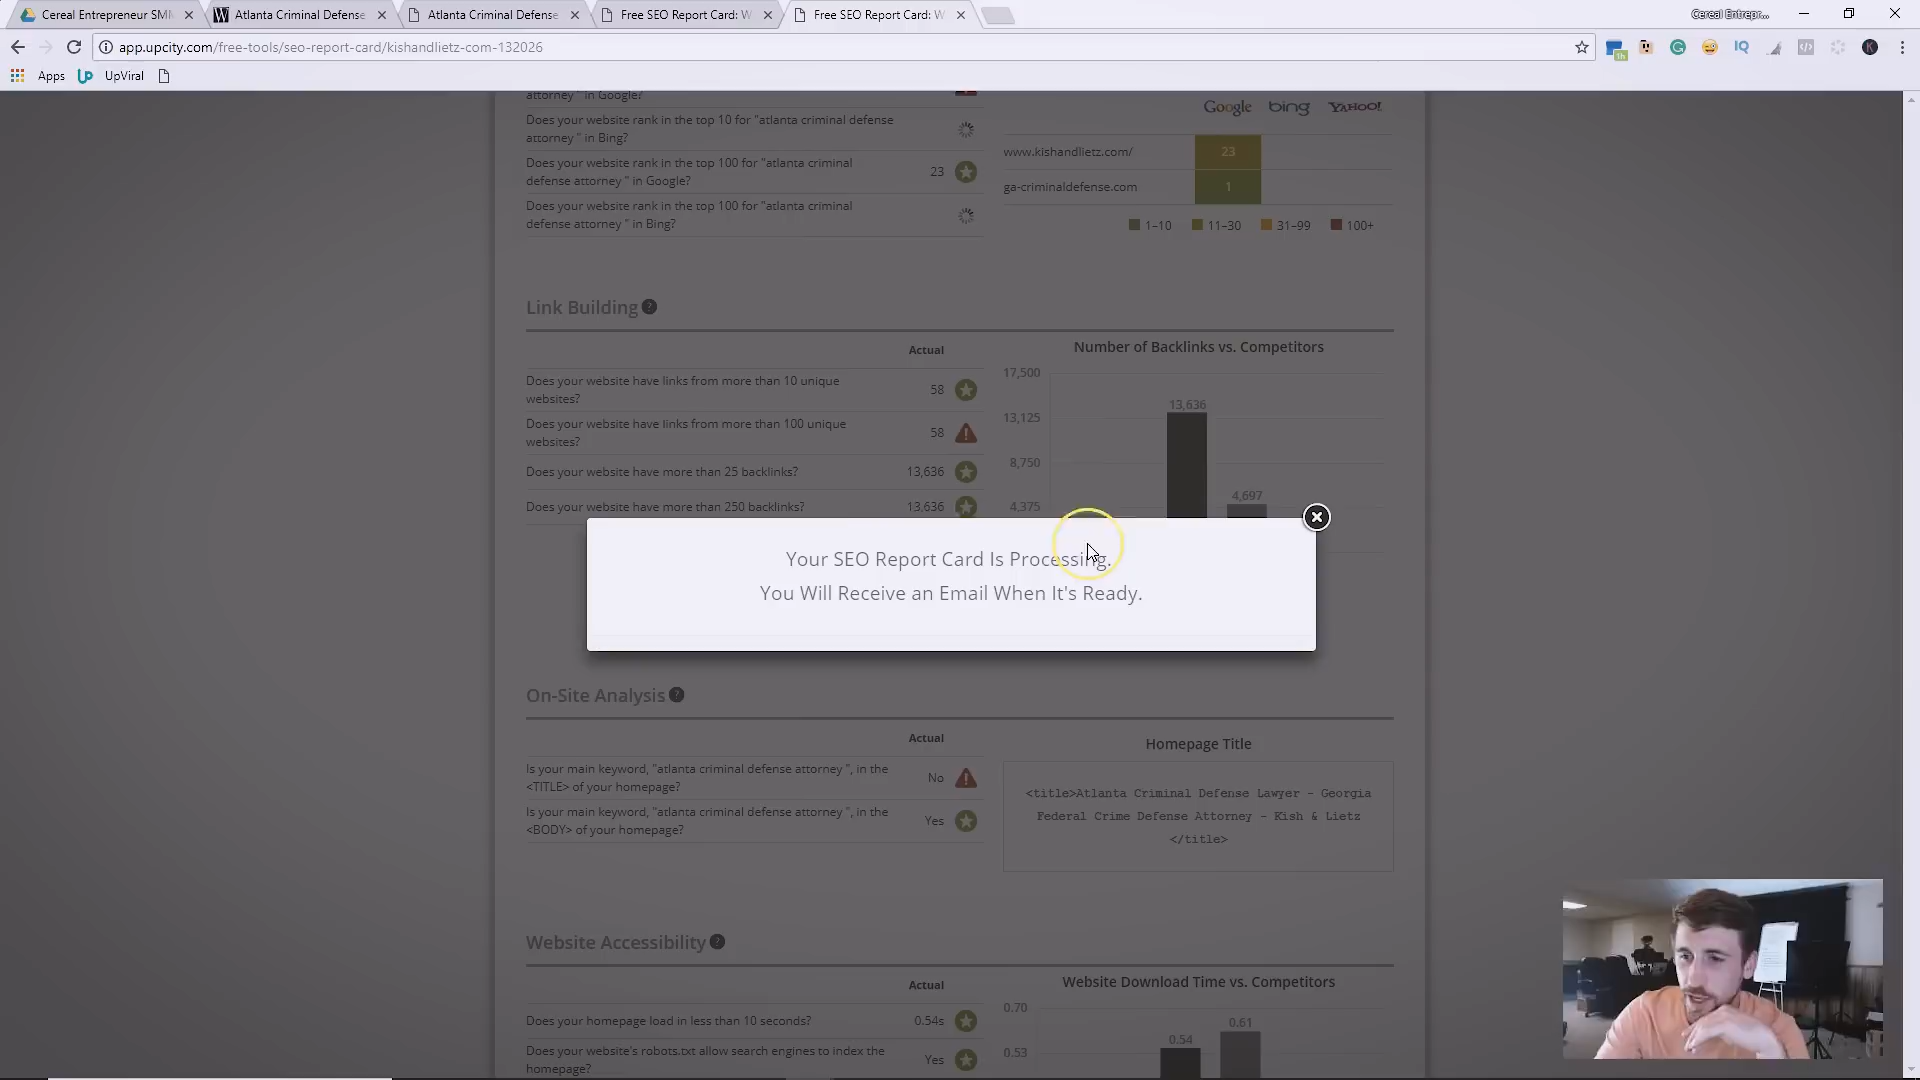 Cereal Entrepreneur SMM
Atlanta Criminal Defense
Atlanta Criminal Defense
Free SEO Report Card: W
Free SEO Report Card: W
Cereal Entrepr...
app.upcity.com/free-tools/seo-report-card/kishandlietz-com-132026
1h
IQ
K
Apps
UpViral
attorney " in Google?
Does your website rank in the top 10 for "atlanta criminal defense
attorney " in Bing?
Does your website rank in the top 100 for "atlanta criminal
defense attorney " in Google?
23
Does your website rank in the top 100 for "atlanta criminal
defense attorney " in Bing?
Google bing YAHOO!
www.kishandlietz.com/ 23
ga-criminaldefense.com 1
1-10 11-30 31-99 100+
Link Building ?
Actual
Does your website have links from more than 10 unique
websites?
58
Does your website have links from more than 100 unique
websites?
58
Does your website have more than 25 backlinks? 13,636
Does your website have more than 250 backlinks? 13,636
Number of Backlinks vs. Competitors
17,500
13,125
8,750
4,375
13,636
4,697
Your SEO Report Card Is Processing.
You Will Receive an Email When It's Ready.
On-Site Analysis ?
Actual
Is your main keyword, "atlanta criminal defense attorney ", in the
<TITLE> of your homepage?
No
Is your main keyword, "atlanta criminal defense attorney ", in the
<BODY> of your homepage?
Yes
Homepage Title
<title>Atlanta Criminal Defense Lawyer - Georgia
Federal Crime Defense Attorney - Kish & Lietz
</title>
Website Accessibility ?
Actual
Does your homepage load in less than 10 seconds? 0.54s
Does your website's robots.txt allow search engines to index the
homepage?
Yes
Website Download Time vs. Competitors
0.70
0.53
0.54
0.61